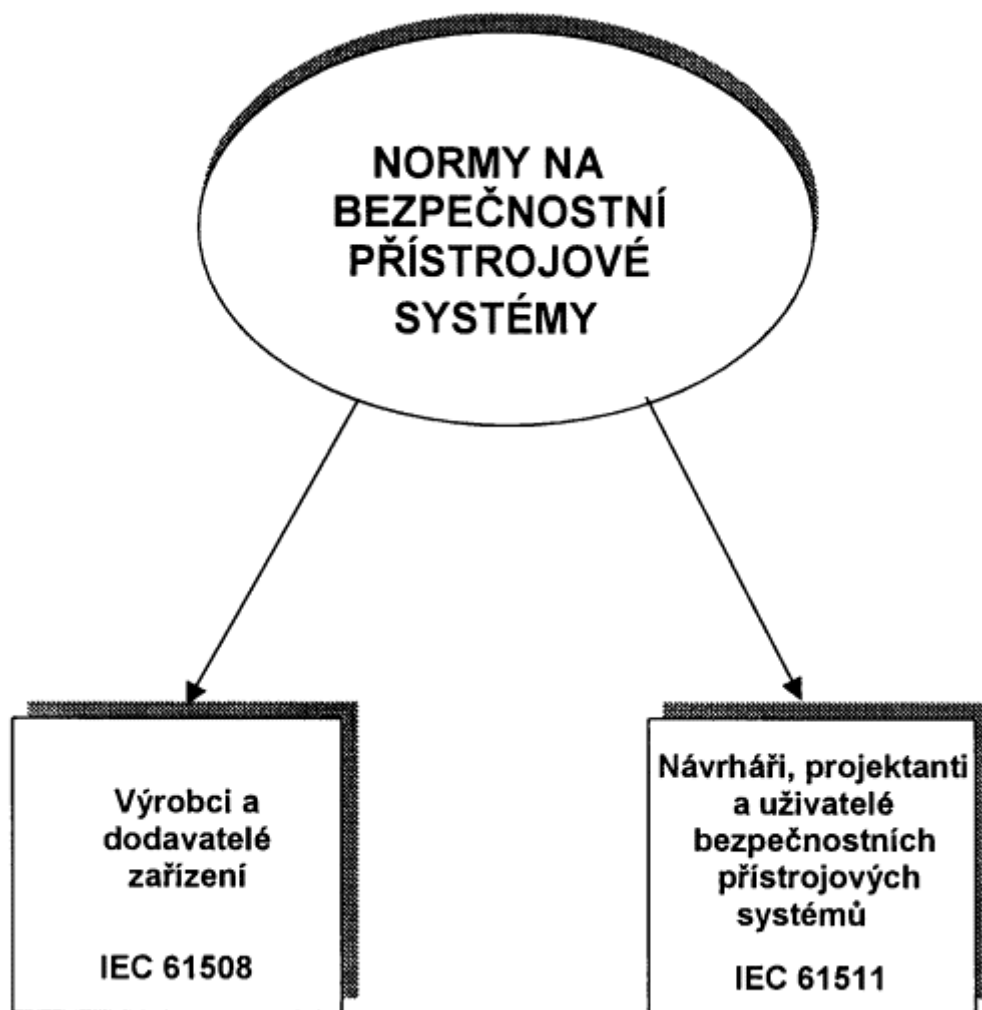 NORMY NA
BEZPEČNOSTNÍ
PŘÍSTROJOVÉ
SYSTÉMY
Výrobci a
dodavatelé
zařízení
IEC 61508
Návrháři, projektanti
a uživatelé
bezpečnostních
přístrojových
systémů
IEC 61511